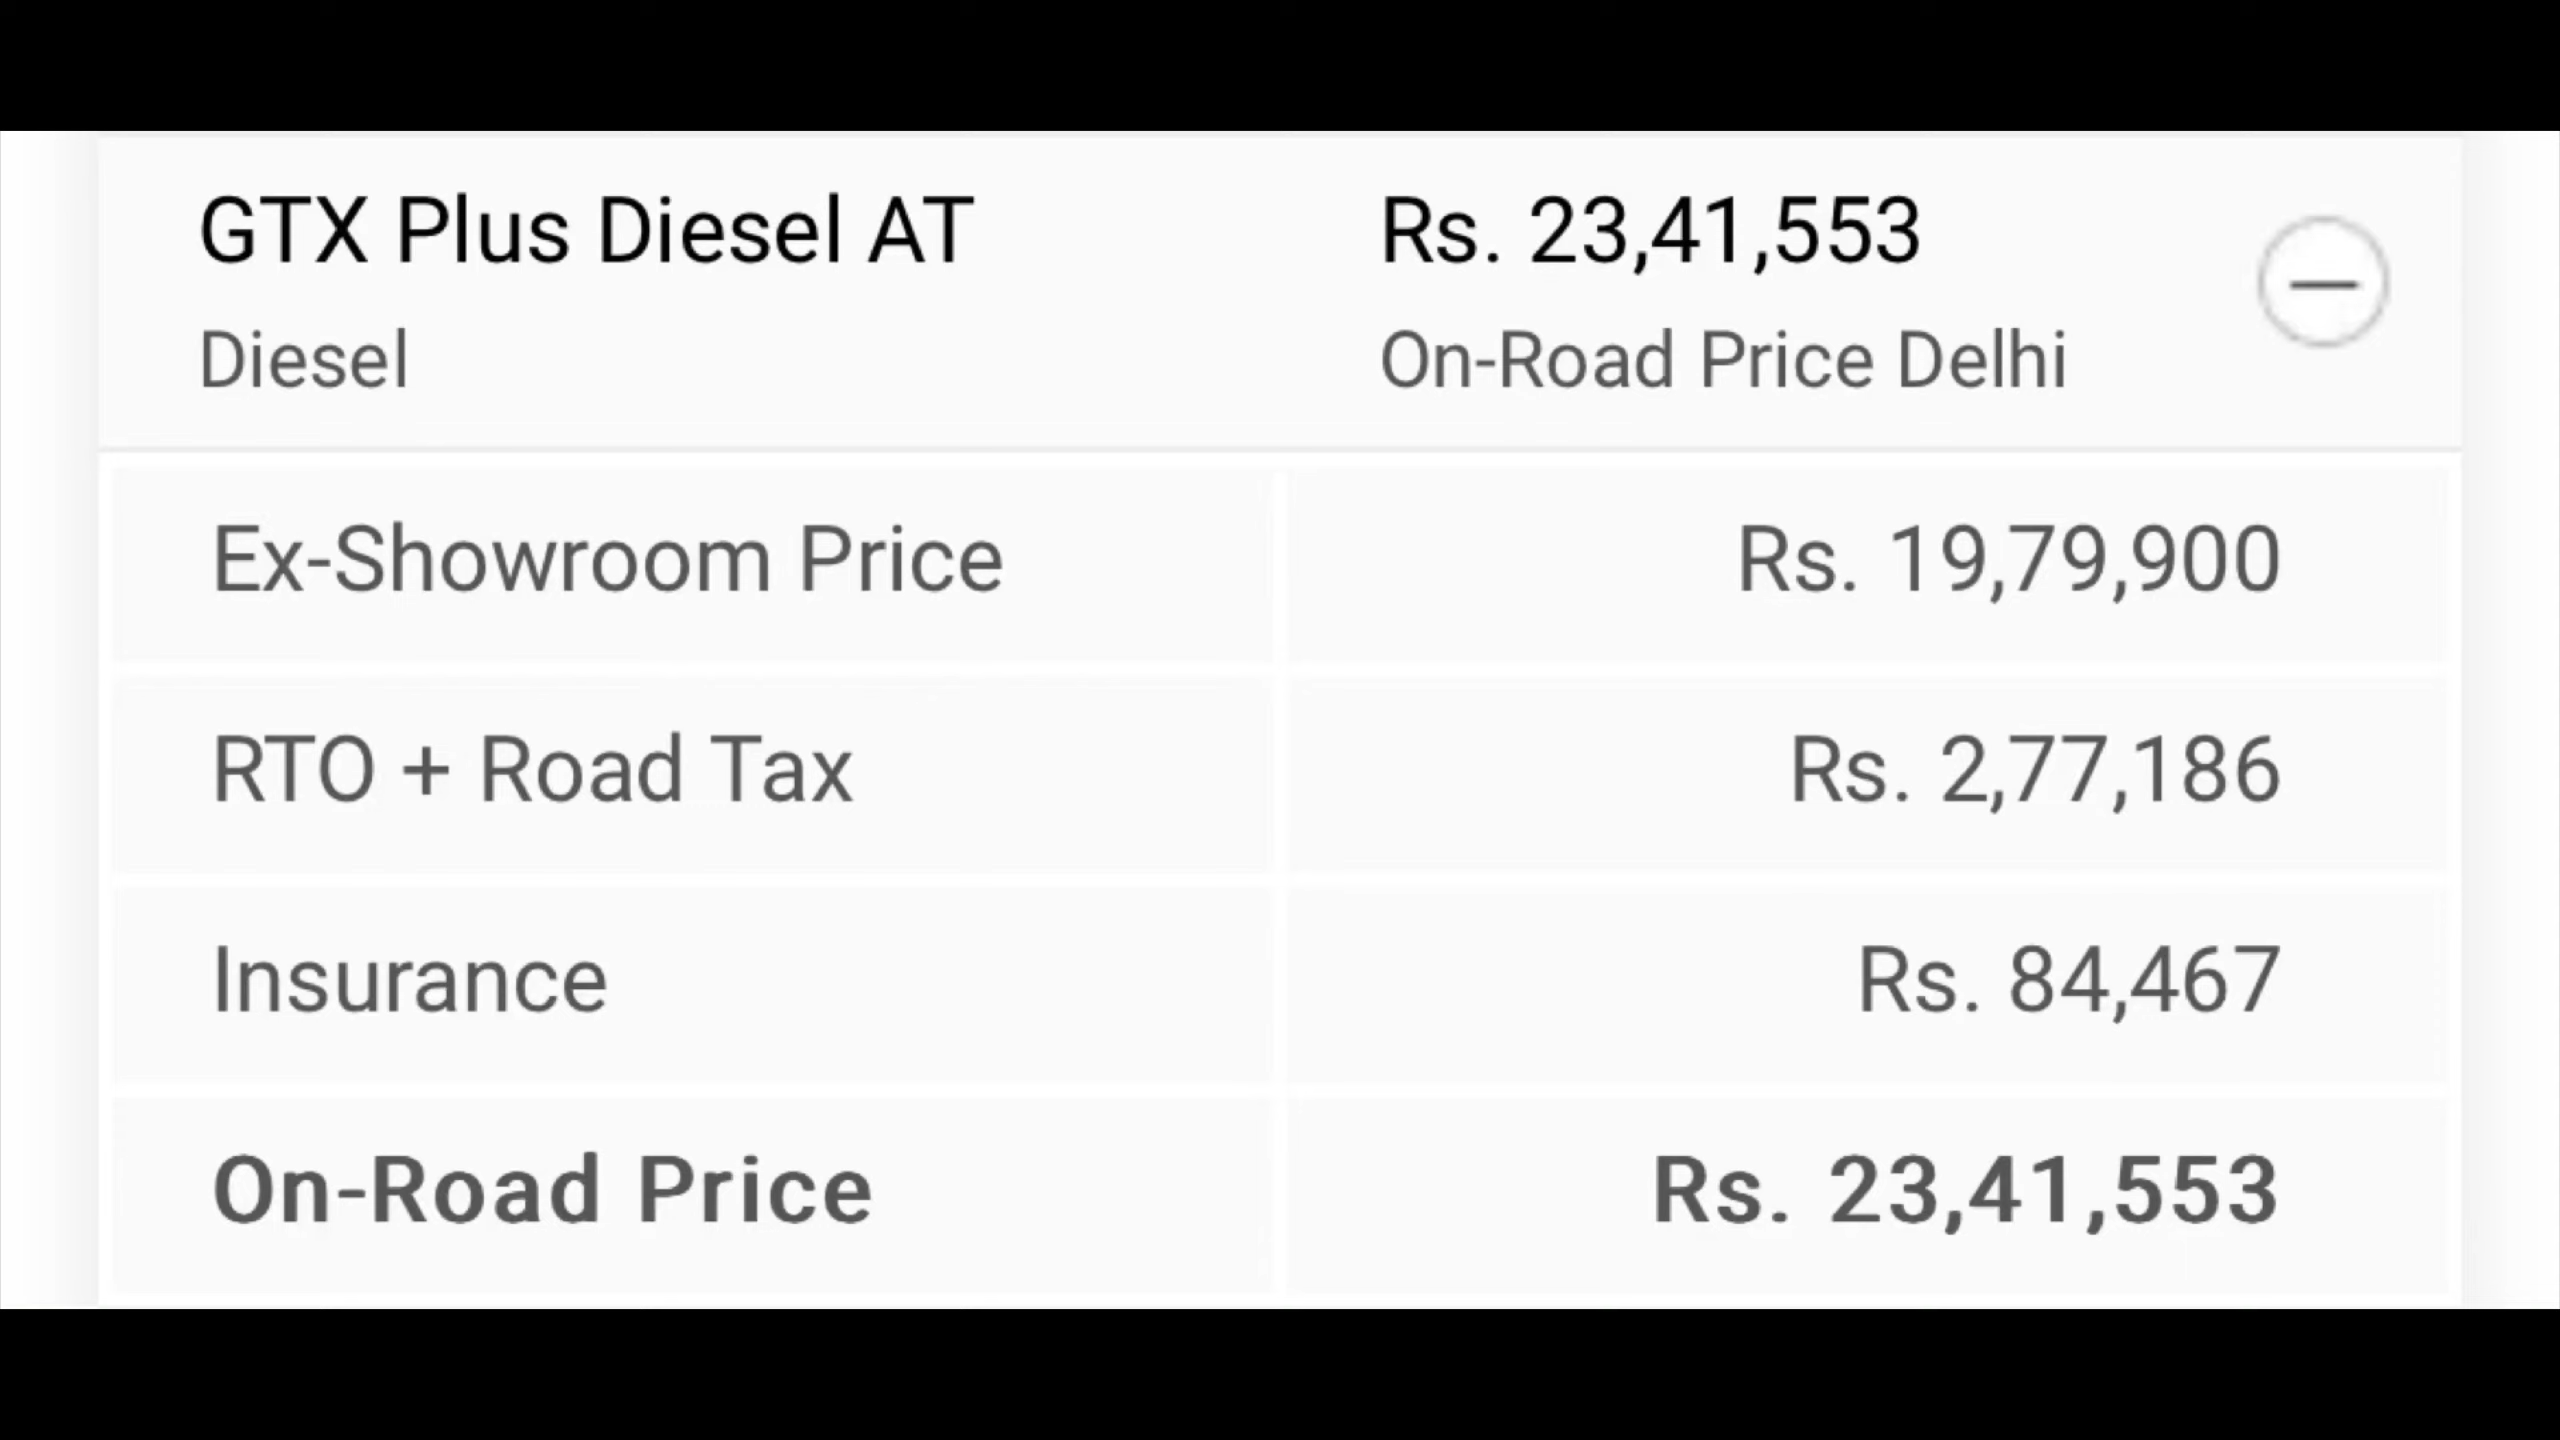 GTX Plus Diesel AT
Rs. 23,41,553
Diesel
On-Road Price Delhi
Ex-Showroom Price
Rs. 19,79,900
RTO + Road Tax
Rs. 2,77,186
Insurance
Rs. 84,467
On-Road Price
Rs. 23,41,553